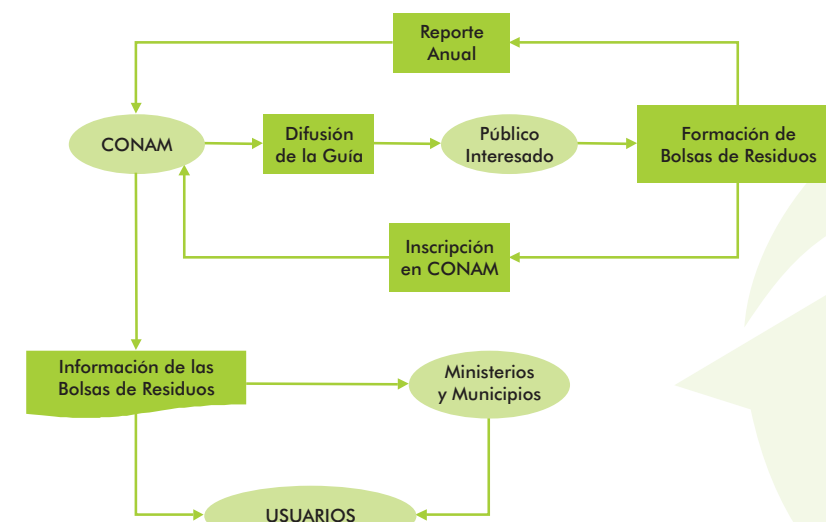 Reporte
Anual
CONAM
Difusión
de la Guía
Público
Interesado
Formación de
Bolsas de Residuos
Inscripción
en CONAM
Información de las
Bolsas de Residuos
Ministerios
y Municipios
USUARIOS